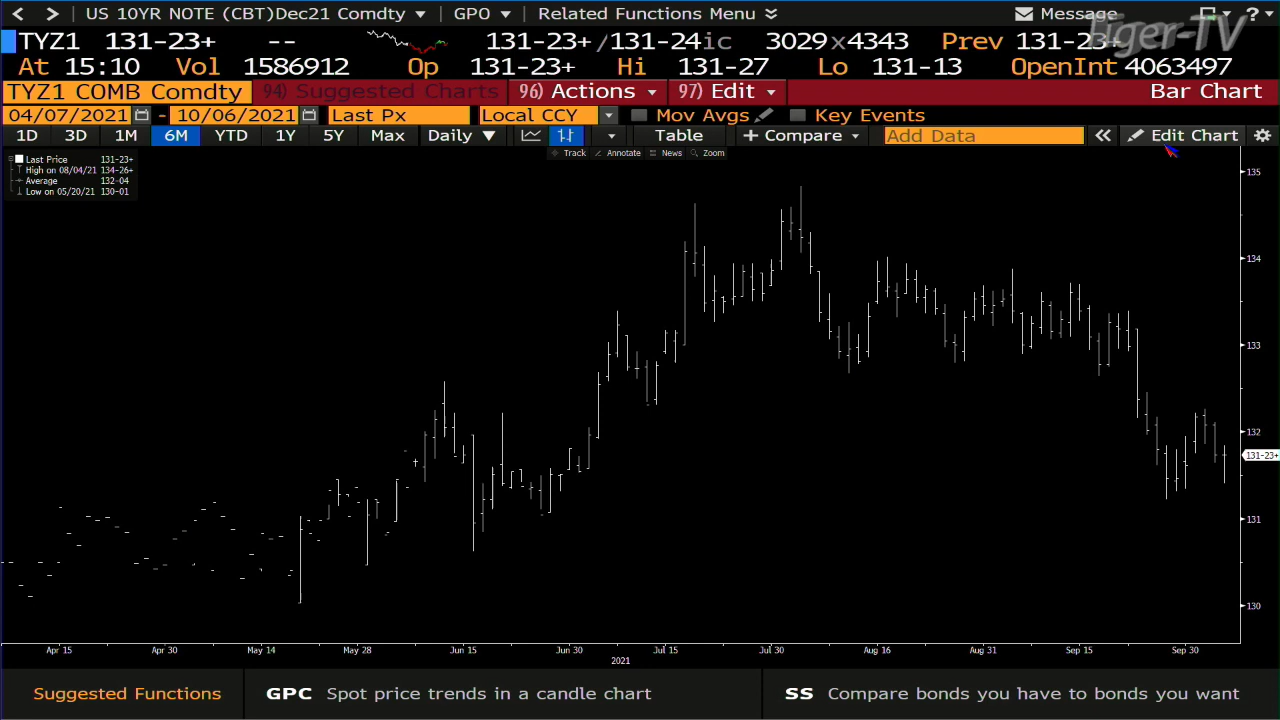 US 10YR NOTE (CBT)Dec21 Comdty GPO Related Functions Menu Message ?
Tiger-TV
TYZ1 131-23+ -- 131-23+/131-24ic 3029x4343 Prev 131-23+
At 15:10 Vol 1586912 Op 131-23+ Hi 131-27 Lo 131-13 OpenInt 4063497
TYZ1 COMB Comdty 94) Suggested Charts 96) Actions 97) Edit Bar Chart
04/07/2021 - 10/06/2021 Last Px Local CCY Mov Avgs Key Events
1D 3D 1M 6M YTD 1Y 5Y Max Daily Table + Compare Add Data Edit Chart
Track Annotate News Zoom
Last Price 131-23+
High on 08/04/21 134-26+
Average 132-04
Low on 05/20/21 130-01
135
134
133
132
131-23+
131
130
Apr 15 Apr 30 May 14 May 28 Jun 15 Jun 30 Jul 15 Jul 30 Aug 16 Aug 31 Sep 15 Sep 30
2021
Suggested Functions GPC Spot price trends in a candle chart SS Compare bonds you have to bonds you want